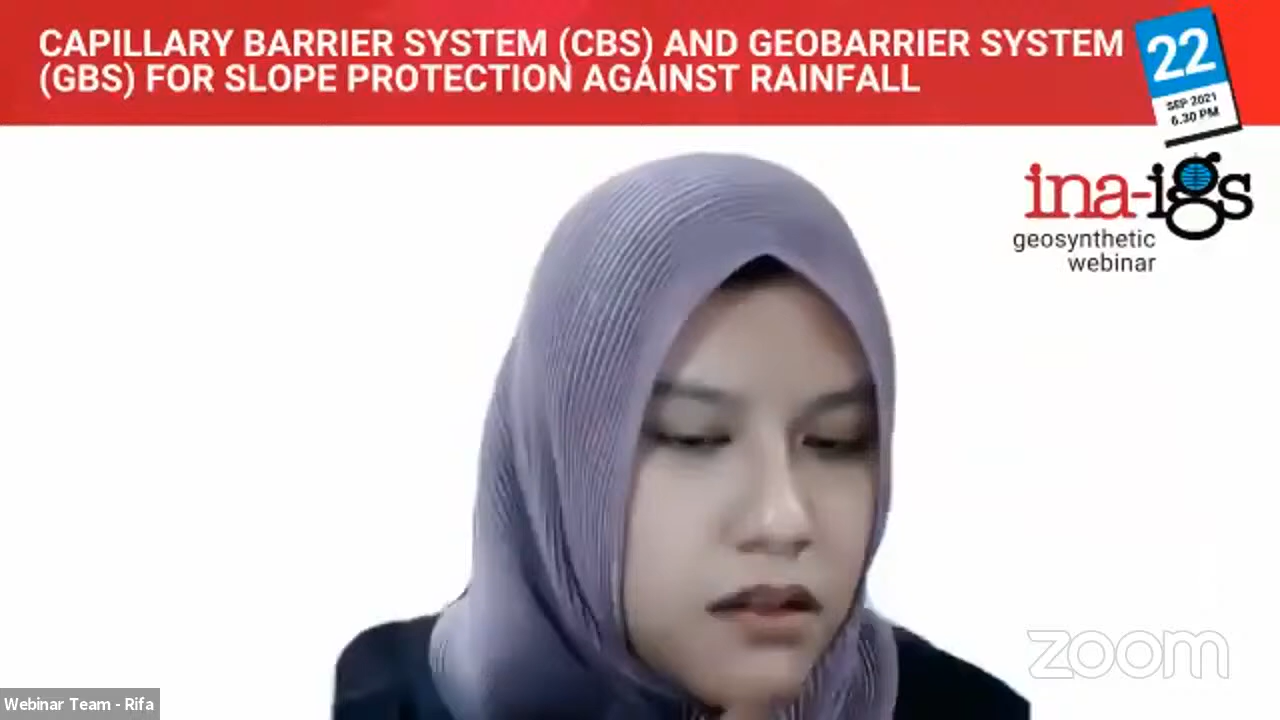 CAPILLARY BARRIER SYSTEM (CBS) AND GEOBARRIER SYSTEM
(GBS) FOR SLOPE PROTECTION AGAINST RAINFALL
22
SEP 2021
6.30 PM
ina-igs
geosynthetic
webinar
zoom
Webinar Team - Rifa